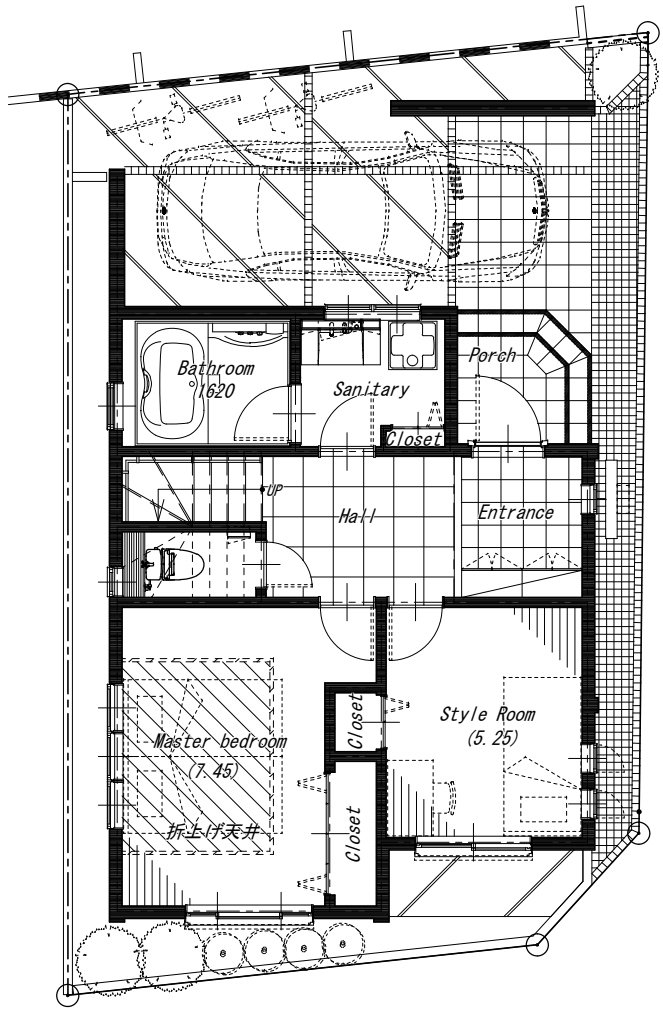 Bathroom
1620
Sanitary
Porch
Closet
UP
Hall
Entrance
Master bedroom
(7.45)
折上げ天井
Closet
Closet
Style Room
(5.25)